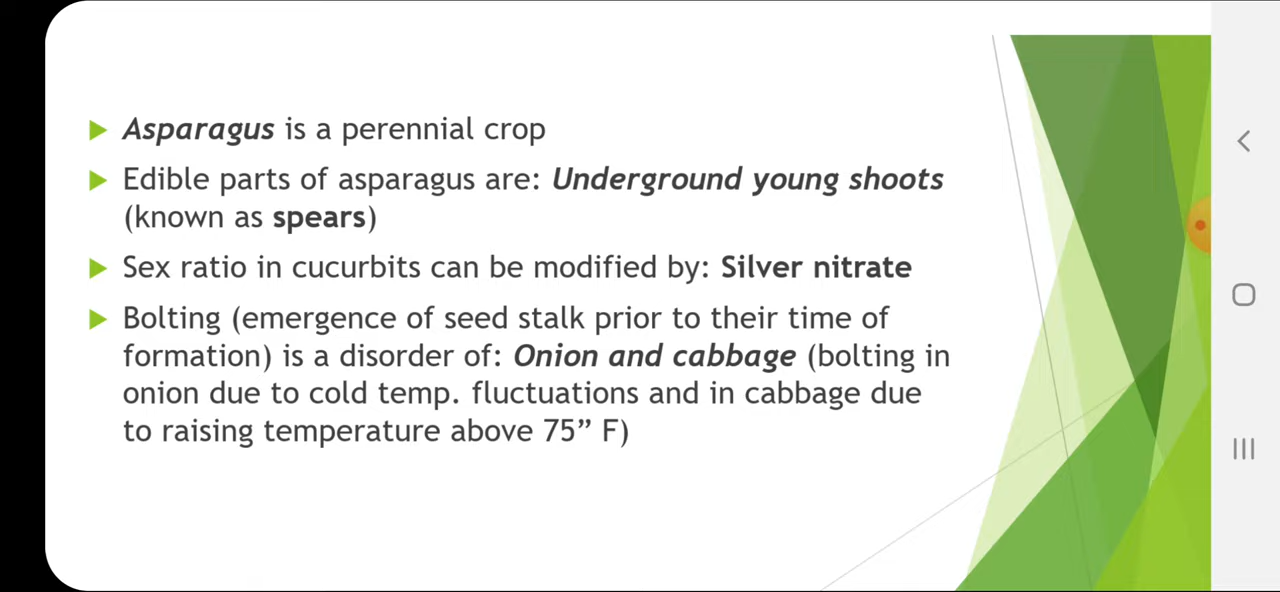 Asparagus is a perennial crop
Edible parts of asparagus are: Underground young shoots
(known as spears)
Sex ratio in cucurbits can be modified by: Silver nitrate
Bolting (emergence of seed stalk prior to their time of
formation) is a disorder of: Onion and cabbage (bolting in
onion due to cold temp. fluctuations and in cabbage due
to raising temperature above 75” F)